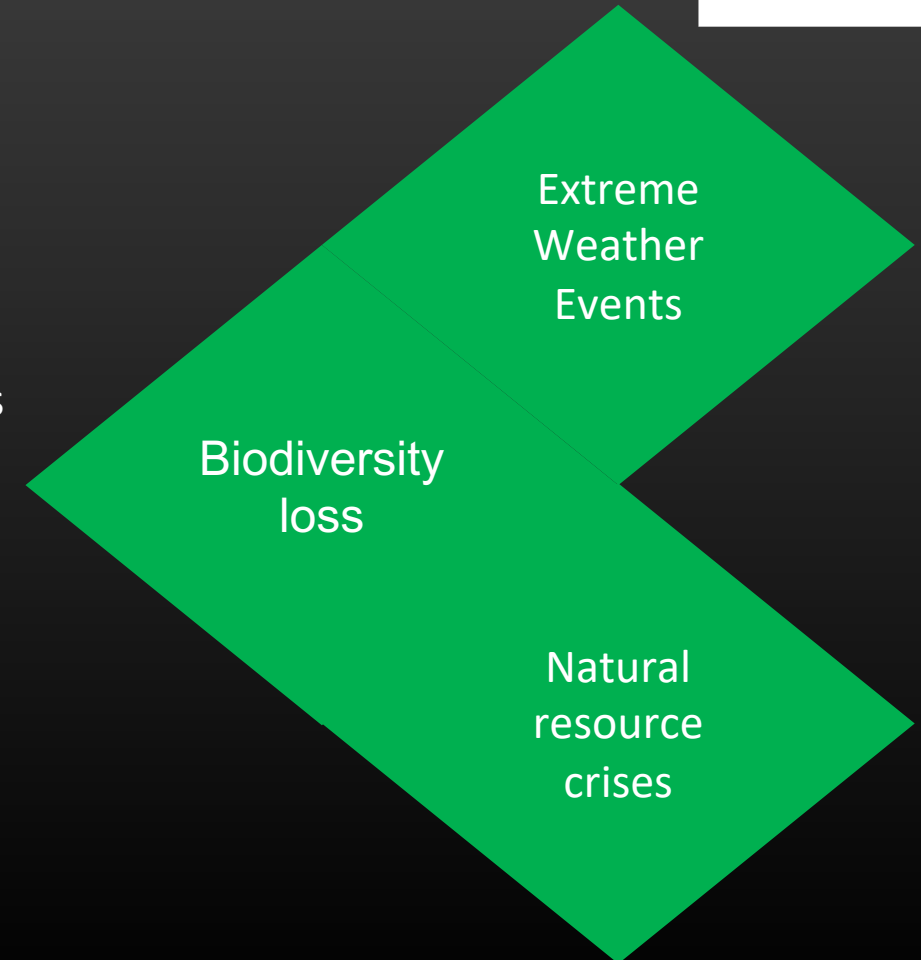 Extreme
Weather
Events
Biodiversity
loss
Natural
resource
crises